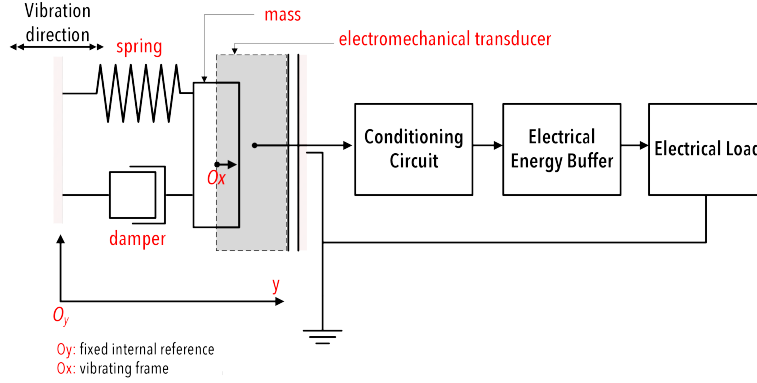 Vibration
direction
mass
spring
electromechanical transducer
Conditioning
Circuit
Electrical
Energy Buffer
Electrical Load
Ox
damper
y
Oy
Oy: fixed internal reference
Ox: vibrating frame